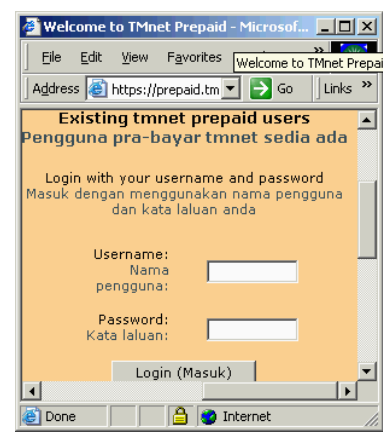 Welcome to TMnet Prepaid - Microsof...
File Edit View Favorites »
Welcome to TMnet Prepai
Address https://prepaid.tm Go Links »
Existing tmnet prepaid users
Pengguna pra-bayar tmnet sedia ada
Login with your username and password
Masuk dengan menggunakan nama pengguna
dan kata laluan anda
Username:
Nama
pengguna:
Password:
Kata laluan:
Login (Masuk)
Done Internet